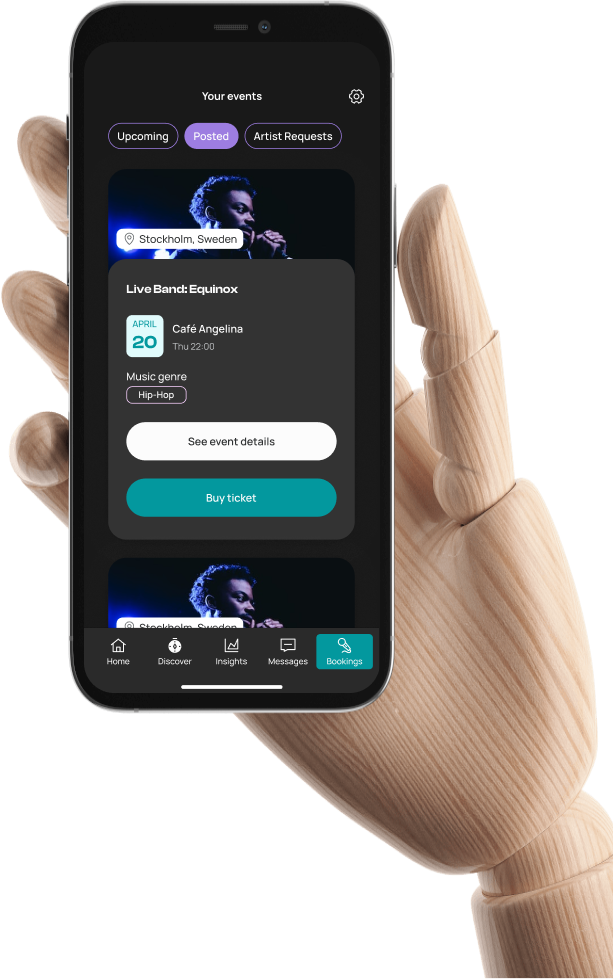 Your events
Upcoming Posted Artist Requests
Stockholm, Sweden
Live Band: Equinox
APRIL
20
Café Angelina
Thu 22:00
Music genre
Hip-Hop
See event details
Buy ticket
Stockholm, Sweden
Home Discover Insights Messages Bookings